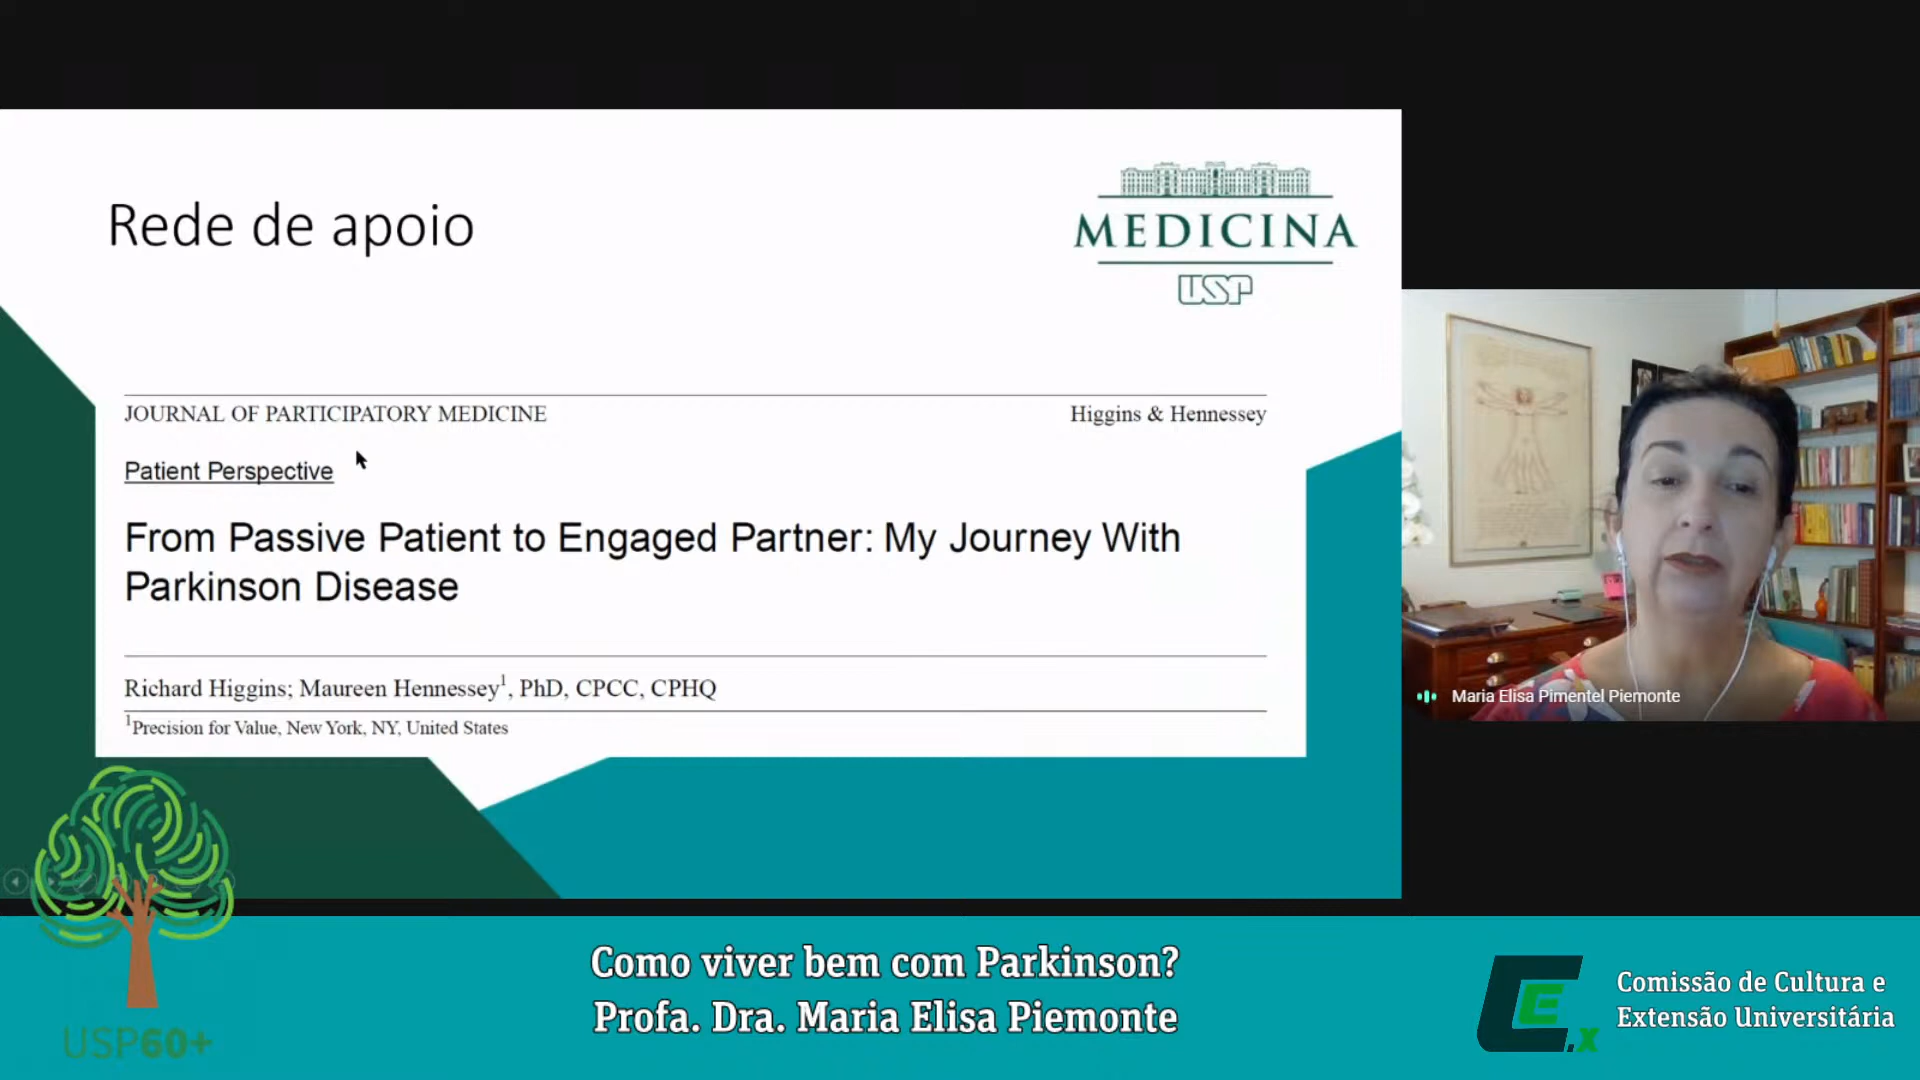 Rede de apoio
MEDICINA
USP
JOURNAL OF PARTICIPATORY MEDICINE
Higgins & Hennessey
Patient Perspective
From Passive Patient to Engaged Partner: My Journey With
Parkinson Disease
Richard Higgins; Maureen Hennessey1, PhD, CPCC, CPHQ
1Precision for Value, New York, NY, United States
Maria Elisa Pimentel Piemonte
USP60+
Como viver bem com Parkinson?
Profa. Dra. Maria Elisa Piemonte
CEx
Comissão de Cultura e
Extensão Universitária